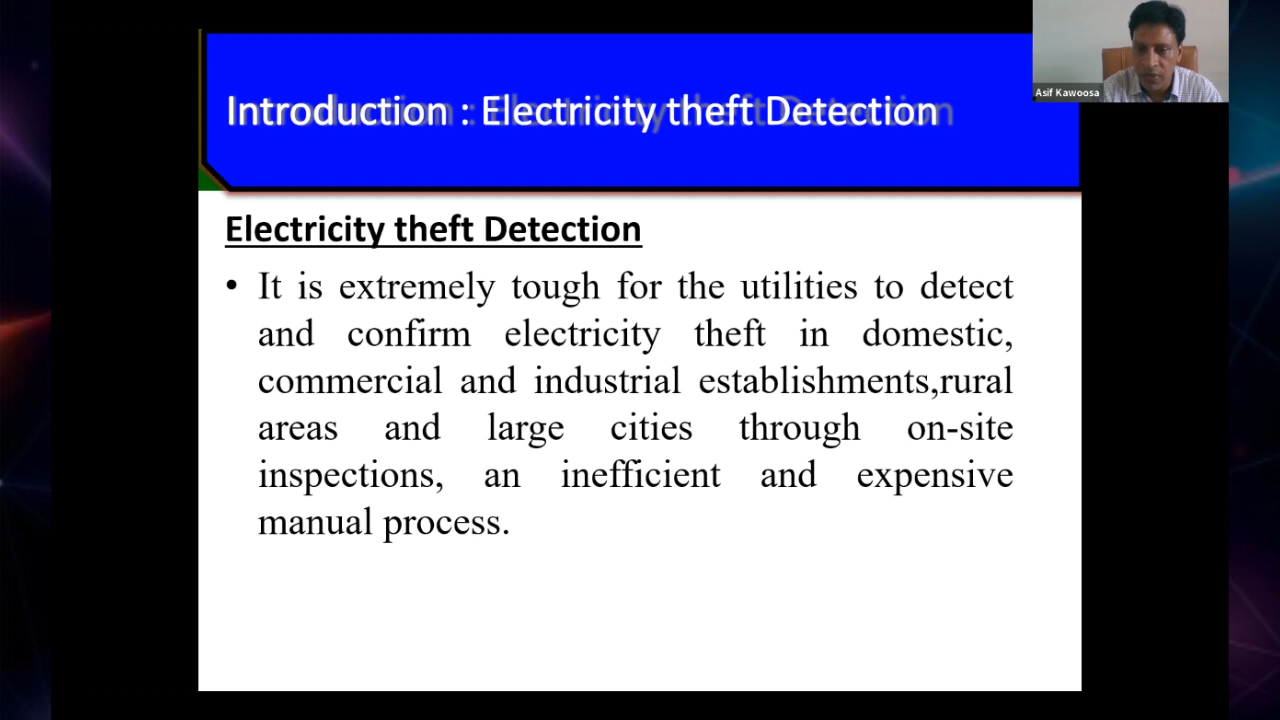 Asif Kawoosa
Introduction : Electricity theft Detection
Electricity theft Detection
• It is extremely tough for the utilities to detect
and confirm electricity theft in domestic,
commercial and industrial establishments,rural
areas and large cities through on-site
inspections, an inefficient and expensive
manual process.